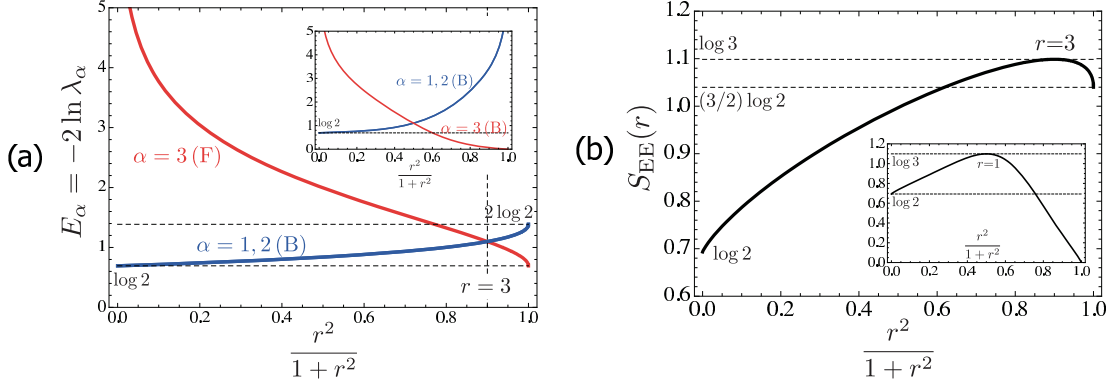 (a)
E_α = −2 ln λ_α
5
4
3
2
1
0
0.0 0.2 0.4 0.6 0.8 1.0
r²
1 + r²
α = 3 (F)
α = 1, 2 (B)
log 2
2 log 2
r = 3
5
4
3
2
1
0
0.0 0.2 0.4 0.6 0.8 1.0
r²
1 + r²
α = 1, 2 (B)
α = 3 (B)
log 2
(b)
S_EE(r)
1.2
1.1
1.0
0.9
0.8
0.7
0.6
0.0 0.2 0.4 0.6 0.8 1.0
r²
1 + r²
log 3
r=3
(3/2) log 2
log 2
1.2
1.0
0.8
0.6
0.4
0.2
0.0
0.0 0.2 0.4 0.6 0.8 1.0
log 3
r=1
log 2
r²
1 + r²